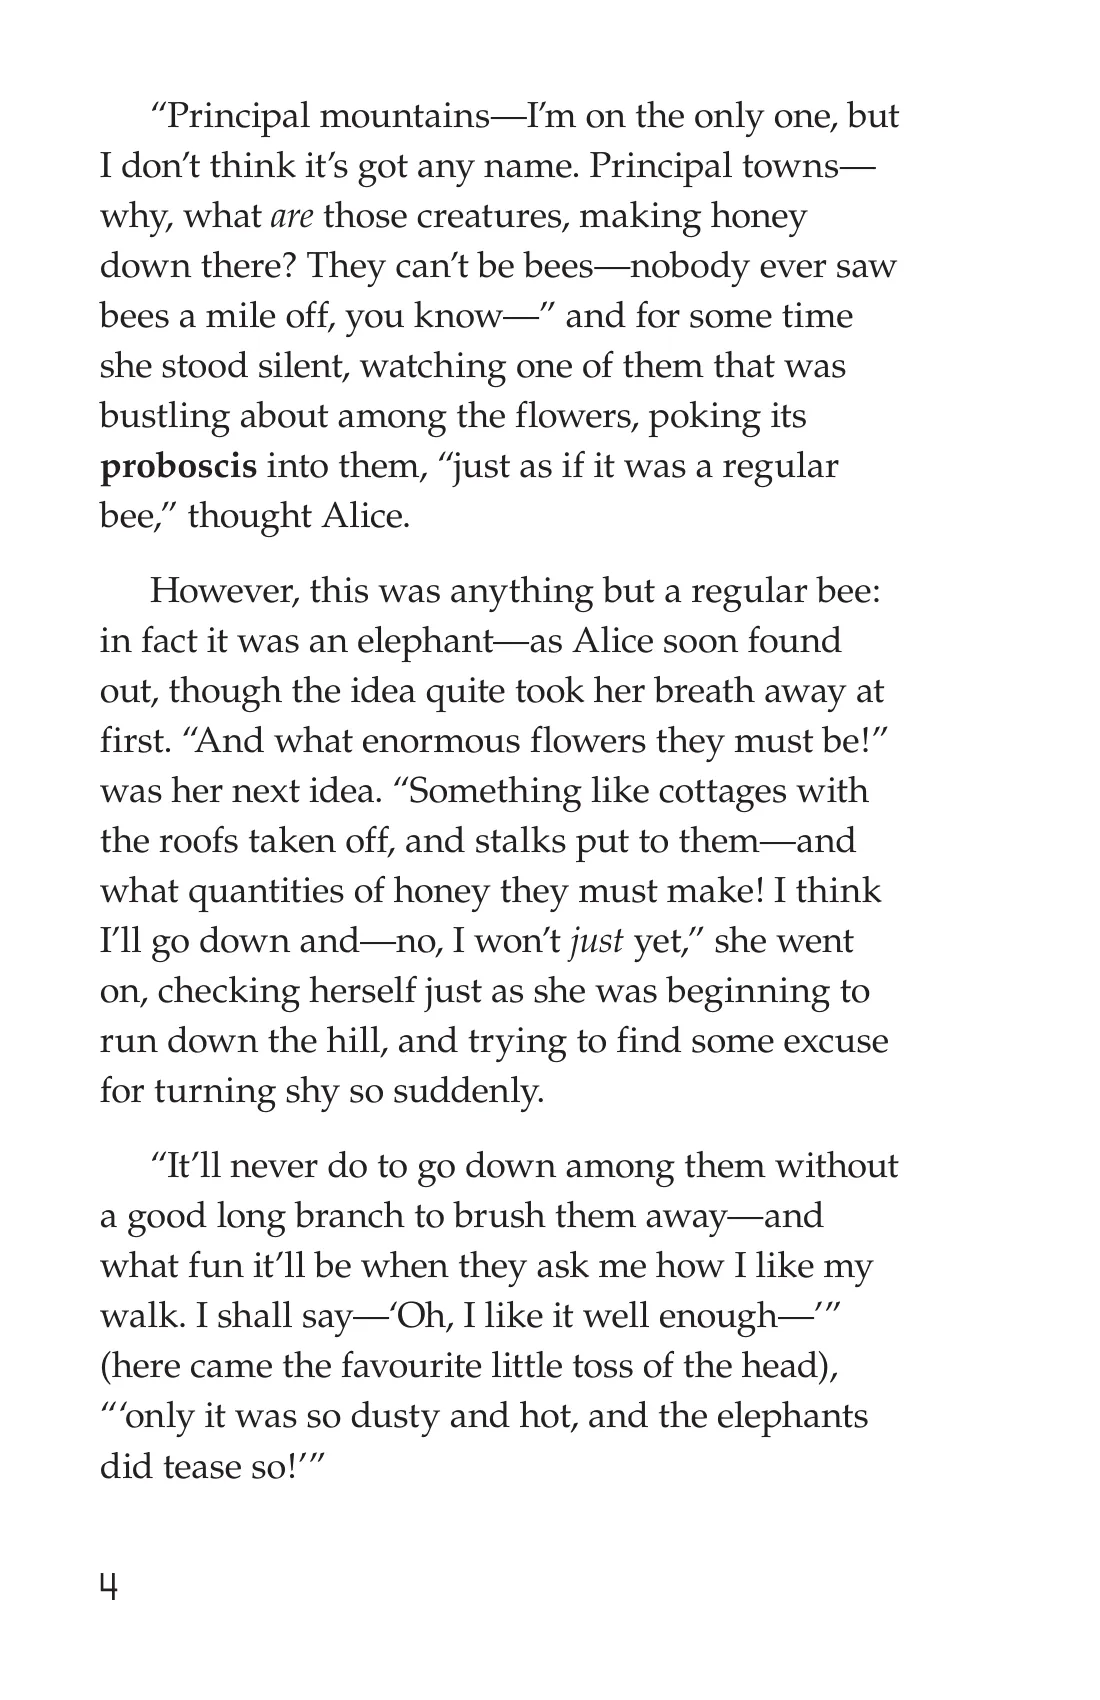 “Principal mountains—I’m on the only one, but
I don’t think it’s got any name. Principal towns—
why, what are those creatures, making honey
down there? They can’t be bees—nobody ever saw
bees a mile off, you know—” and for some time
she stood silent, watching one of them that was
bustling about among the flowers, poking its
proboscis into them, “just as if it was a regular
bee,” thought Alice.
However, this was anything but a regular bee:
in fact it was an elephant—as Alice soon found
out, though the idea quite took her breath away at
first. “And what enormous flowers they must be!”
was her next idea. “Something like cottages with
the roofs taken off, and stalks put to them—and
what quantities of honey they must make! I think
I’ll go down and—no, I won’t just yet,” she went
on, checking herself just as she was beginning to
run down the hill, and trying to find some excuse
for turning shy so suddenly.
“It’ll never do to go down among them without
a good long branch to brush them away—and
what fun it’ll be when they ask me how I like my
walk. I shall say—‘Oh, I like it well enough—’”
(here came the favourite little toss of the head),
“‘only it was so dusty and hot, and the elephants
did tease so!’”
4